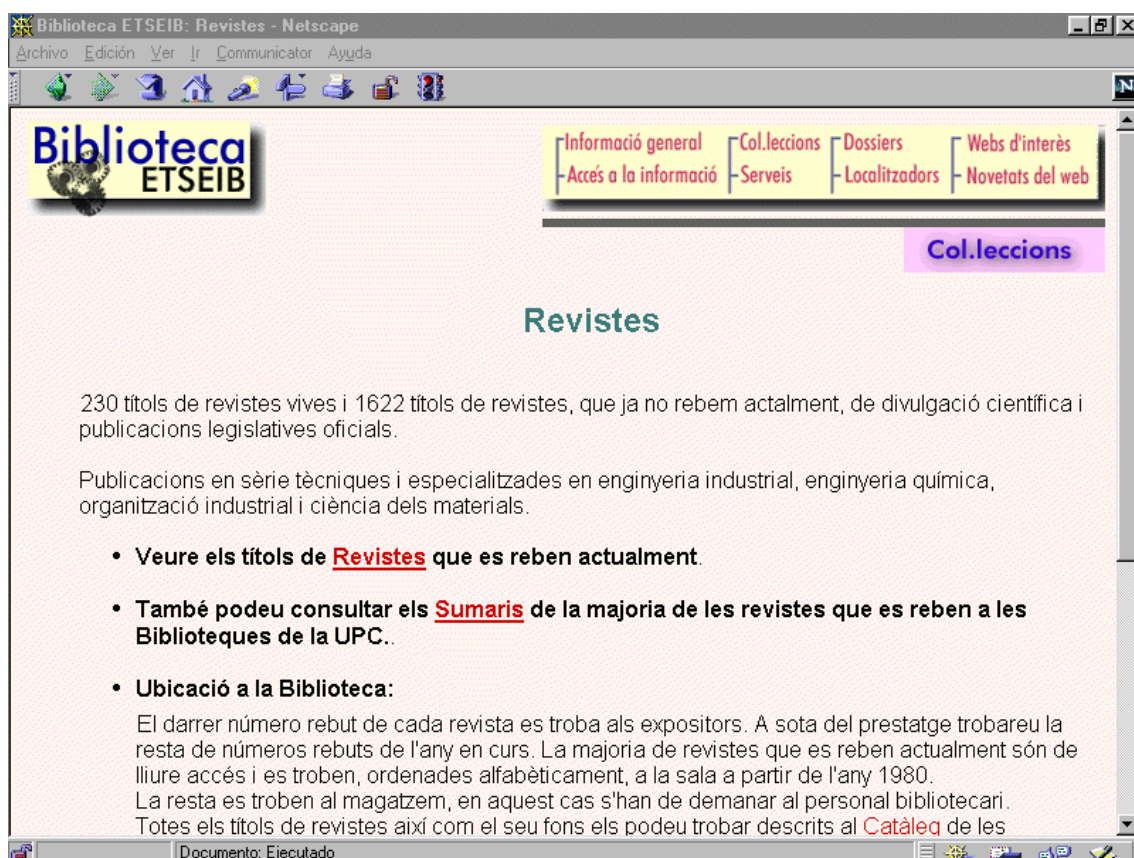 Biblioteca ETSEIB: Revistes - Netscape
Archivo Edición Ver Ir Communicator Ayuda
N
Biblioteca
ETSEIB
Informació general Col.leccions Dossiers Webs d'interès
Accés a la informació Serveis Localitzadors Novetats del web
Col.leccions
Revistes
230 títols de revistes vives i 1622 títols de revistes, que ja no rebem actalment, de divulgació científica i
publicacions legislatives oficials.
Publicacions en sèrie tècniques i especialitzades en enginyeria industrial, enginyeria química,
organització industrial i ciència dels materials.
• Veure els títols de Revistes que es reben actualment.
• També podeu consultar els Sumaris de la majoria de les revistes que es reben a les
Biblioteques de la UPC..
• Ubicació a la Biblioteca:
El darrer número rebut de cada revista es troba als expositors. A sota del prestatge trobareu la
resta de números rebuts de l'any en curs. La majoria de revistes que es reben actualment són de
lliure accés i es troben, ordenades alfabèticament, a la sala a partir de l'any 1980.
La resta es troben al magatzem, en aquest cas s'han de demanar al personal bibliotecari.
Totes els títols de revistes així com el seu fons els podeu trobar descrits al Catàleg de les
Documento: Ejecutado